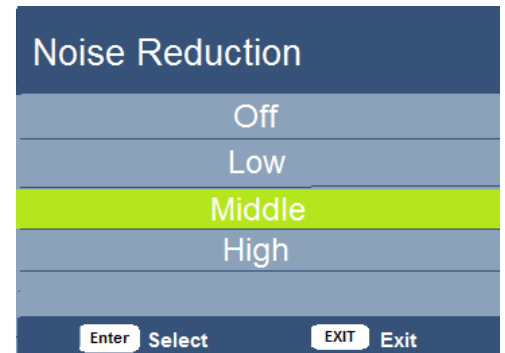 Noise Reduction
Off
Low
Middle
High
Enter Select EXIT Exit